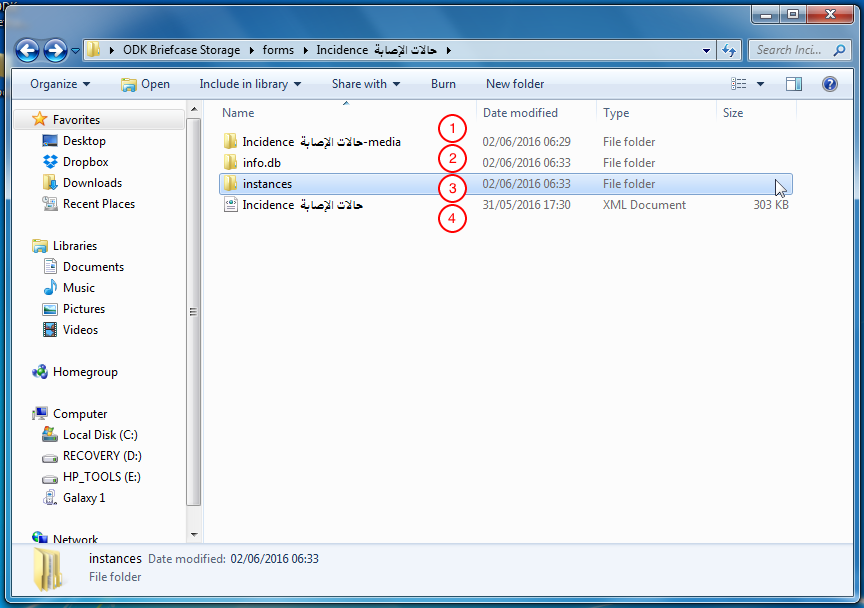 ODK Briefcase Storage forms Incidence حالات الإصابة
Search Inci...
Organize Open Include in library Share with Burn New folder
Name Date modified Type Size
Incidence حالات الإصابة-media 1 02/06/2016 06:29 File folder
info.db 2 02/06/2016 06:33 File folder
instances 3 02/06/2016 06:33 File folder
Incidence حالات الإصابة 4 31/05/2016 17:30 XML Document 303 KB
Favorites
Desktop
Dropbox
Downloads
Recent Places
Libraries
Documents
Music
Pictures
Videos
Homegroup
Computer
Local Disk (C:)
RECOVERY (D:)
HP_TOOLS (E:)
Galaxy 1
Network
instances Date modified: 02/06/2016 06:33
File folder